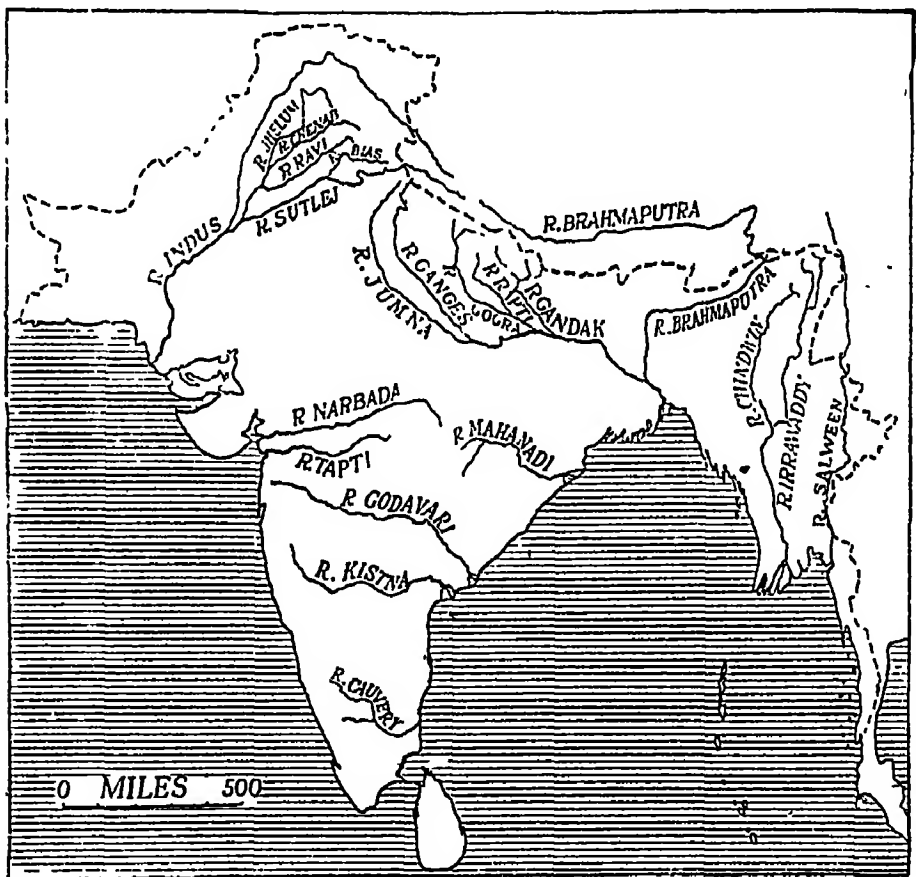 R. JHELUM
R. CHENAB
R. RAVI
R. BIAS
R. SUTLEJ
R. INDUS
R. BRAHMAPUTRA
R. JUMNA
R GANGES
R GOGRA
R RAPTI
R GANDAK
R. BRAHMAPUTRA
R. CHINDWIN
R. IRRAWADDY
R. SALWEEN
R NARBADA
R. TAPTI
R. MAHANADI
R. GODAVARI
R. KISTNA
R. CAUVERY
0 MILES 500